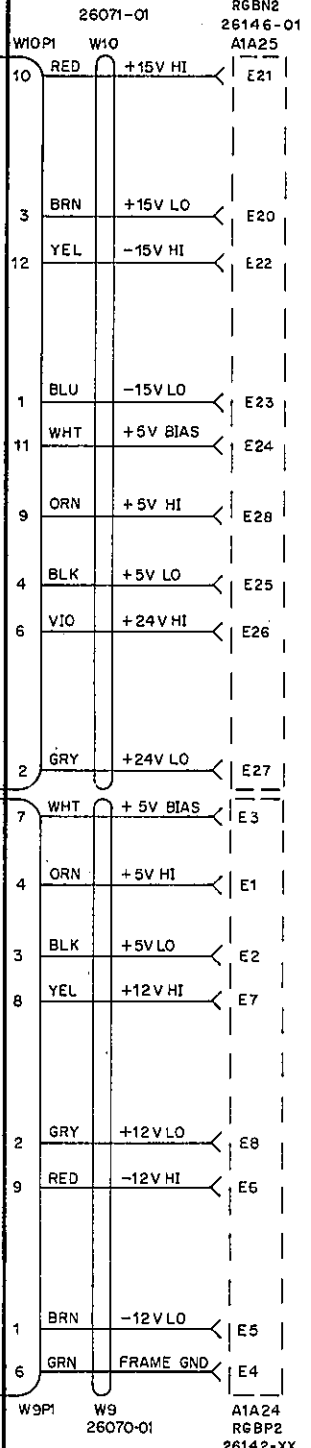 RGBN2
26071-01 26146-01
W10P1 W10 A1A25
10 RED +15V HI E21
3 BRN +15V LO E20
12 YEL -15V HI E22
1 BLU -15V LO E23
11 WHT +5V BIAS E24
9 ORN +5V HI E28
4 BLK +5V LO E25
6 VIO +24V HI E26
2 GRY +24V LO E27
7 WHT +5V BIAS E3
4 ORN +5V HI E1
3 BLK +5V LO E2
8 YEL +12V HI E7
2 GRY +12V LO E8
9 RED -12V HI E6
1 BRN -12V LO E5
6 GRN FRAME GND E4
W9P1 W9 A1A24
26070-01 RGBP2
26142-XX